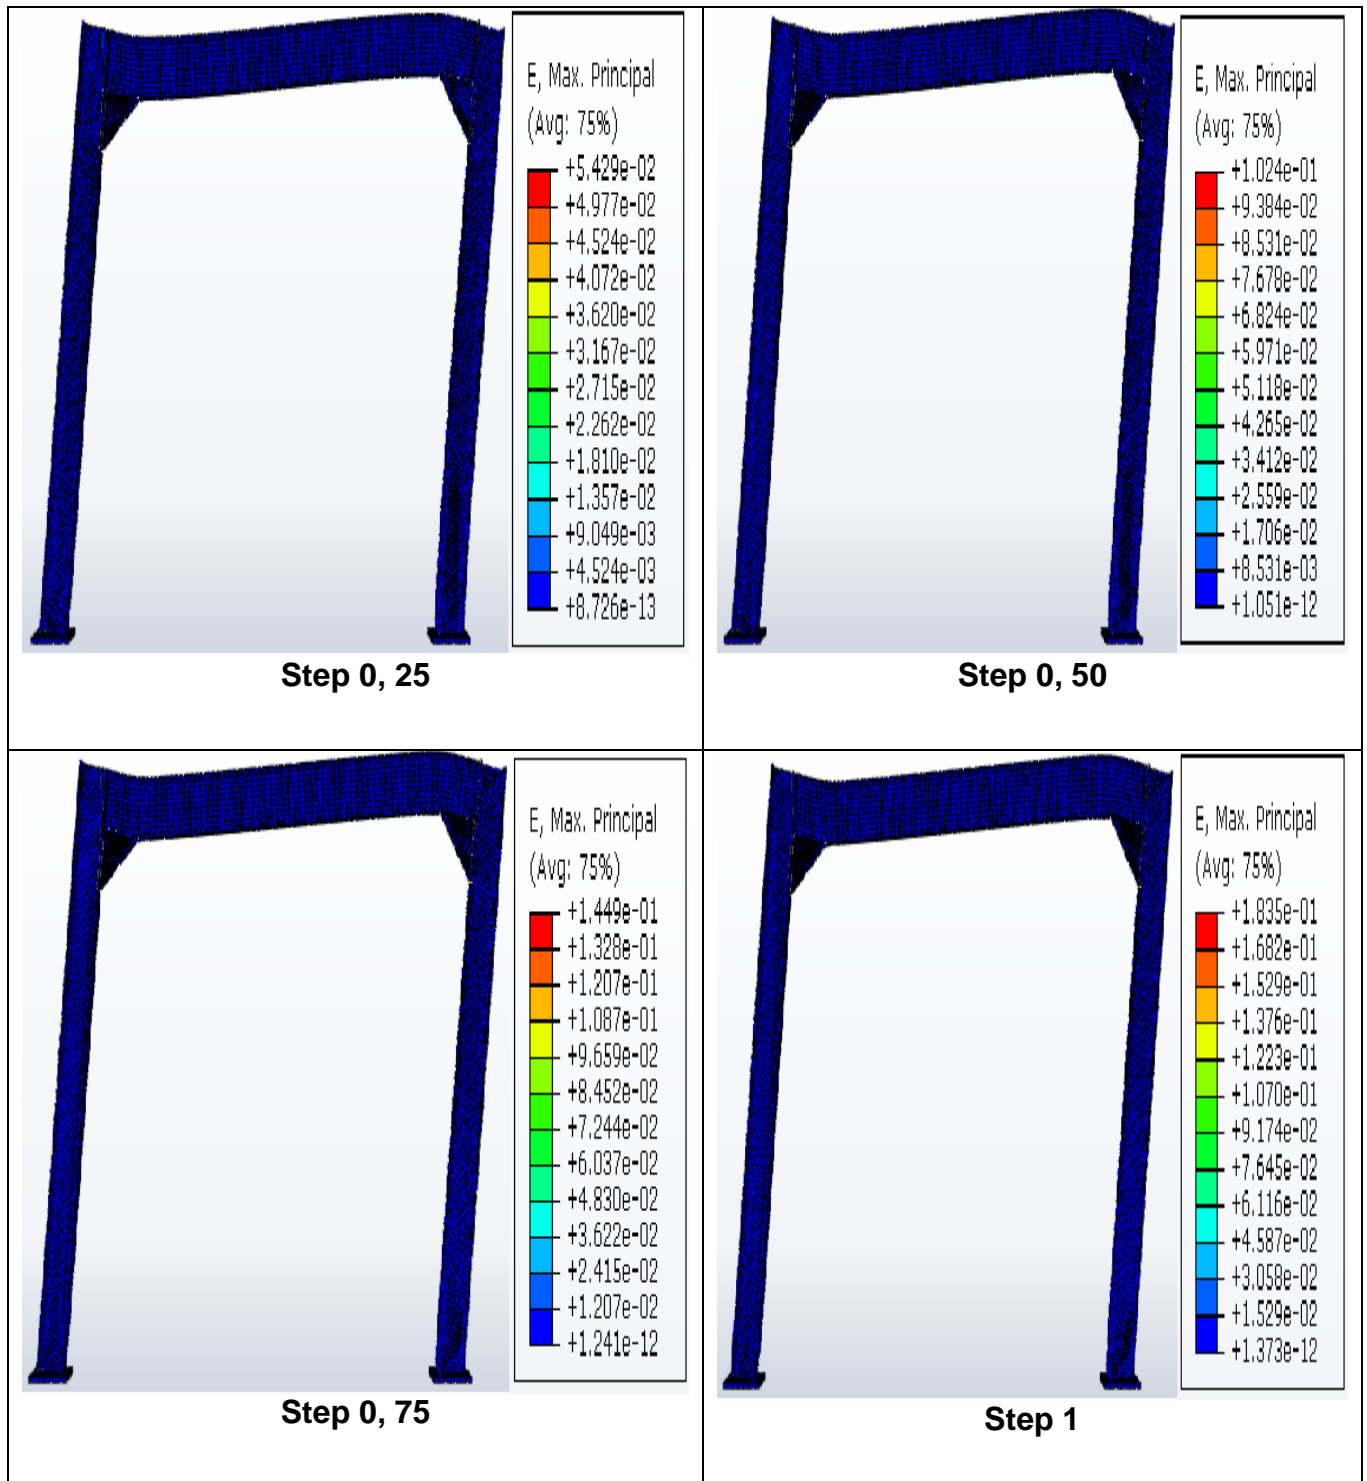 E, Max. Principal
(Avg: 75%)
+5.429e-02
+4.977e-02
+4.524e-02
+4.072e-02
+3.620e-02
+3.167e-02
+2.715e-02
+2.262e-02
+1.810e-02
+1.357e-02
+9.049e-03
+4.524e-03
+8.726e-13
Step 0, 25
E, Max. Principal
(Avg: 75%)
+1.024e-01
+9.384e-02
+8.531e-02
+7.678e-02
+6.824e-02
+5.971e-02
+5.118e-02
+4.265e-02
+3.412e-02
+2.559e-02
+1.706e-02
+8.531e-03
+1.051e-12
Step 0, 50
E, Max. Principal
(Avg: 75%)
+1.449e-01
+1.328e-01
+1.207e-01
+1.087e-01
+9.659e-02
+8.452e-02
+7.244e-02
+6.037e-02
+4.830e-02
+3.622e-02
+2.415e-02
+1.207e-02
+1.241e-12
Step 0, 75
E, Max. Principal
(Avg: 75%)
+1.835e-01
+1.682e-01
+1.529e-01
+1.376e-01
+1.223e-01
+1.070e-01
+9.174e-02
+7.645e-02
+6.116e-02
+4.587e-02
+3.058e-02
+1.529e-02
+1.373e-12
Step 1